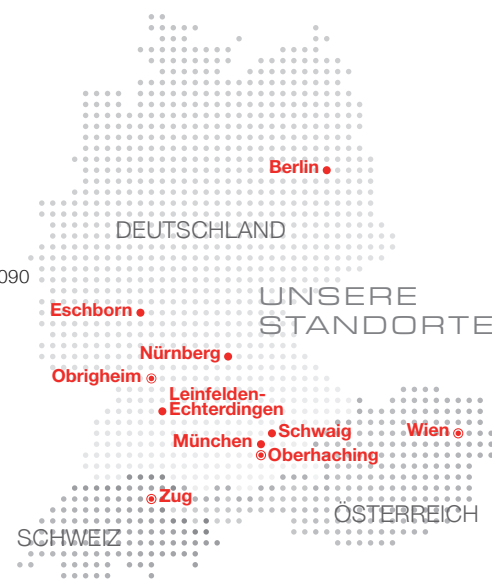 Berlin
DEUTSCHLAND
090
UNSERE
STANDORTE
Eschborn
Nürnberg
Obrigheim
Leinfelden-
Echterdingen
Schwaig
München
Wien
Oberhaching
Zug
ÖSTERREICH
SCHWEIZ